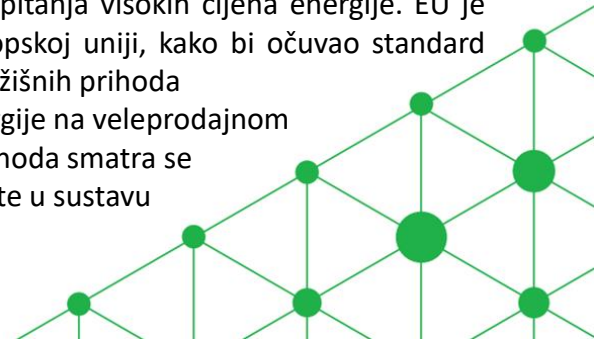 pitanja visokih cijena energije. EU je
opskoj uniji, kako bi očuvao standard
žišnih prihoda
rgije na veleprodajnom
hoda smatra se
te u sustavu